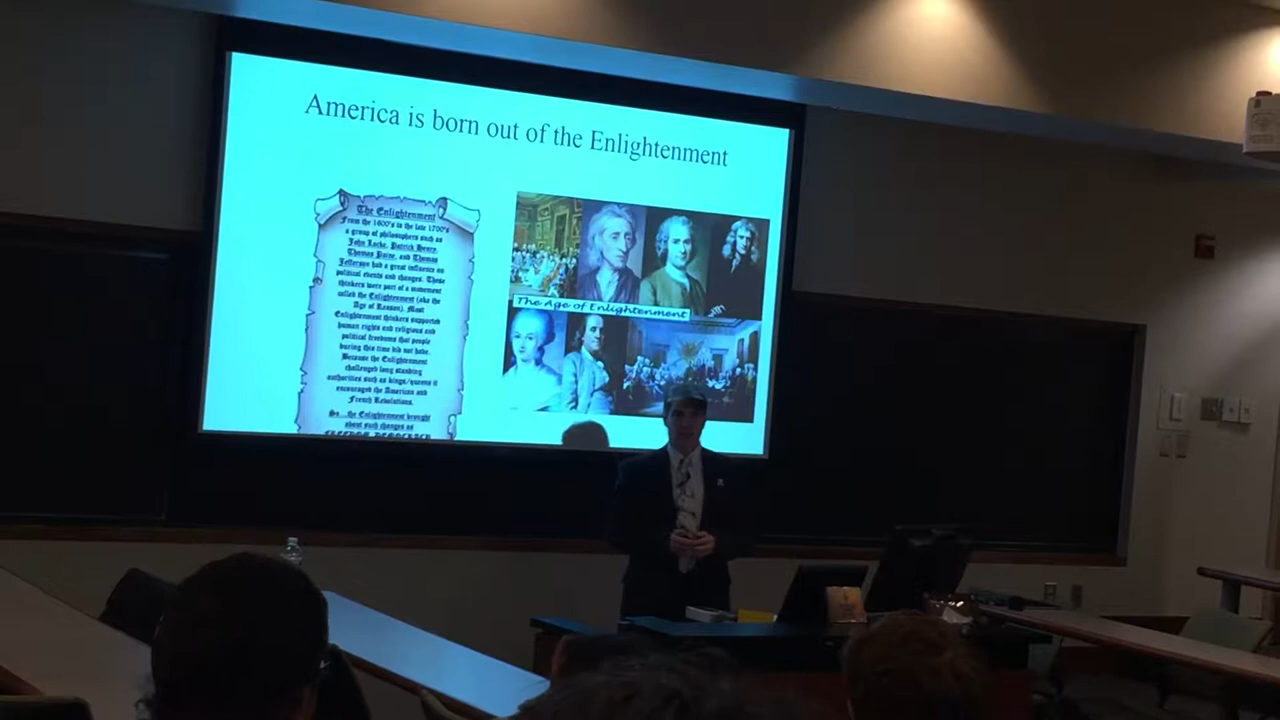 America is born out of the Enlightenment
The Enlightenment
From the 1600's to the late 1700's
a group of philosophers such as
John Locke, Patrick Henry,
Thomas Paine, and Thomas
Jefferson had a great influence on
political events and changes. These
thinkers were part of a movement
called the Enlightenment (aka the
Age of Reason). Most
Enlightenment thinkers supported
human rights and religious and
political freedoms that people
during this time did not have.
Because the Enlightenment
challenged long standing
authorities such as kings/queens it
encouraged the American and
French Revolutions.
So...the Enlightenment brought
about such changes as
FREEDOM DEMOCRACY
The Age of Enlightenment